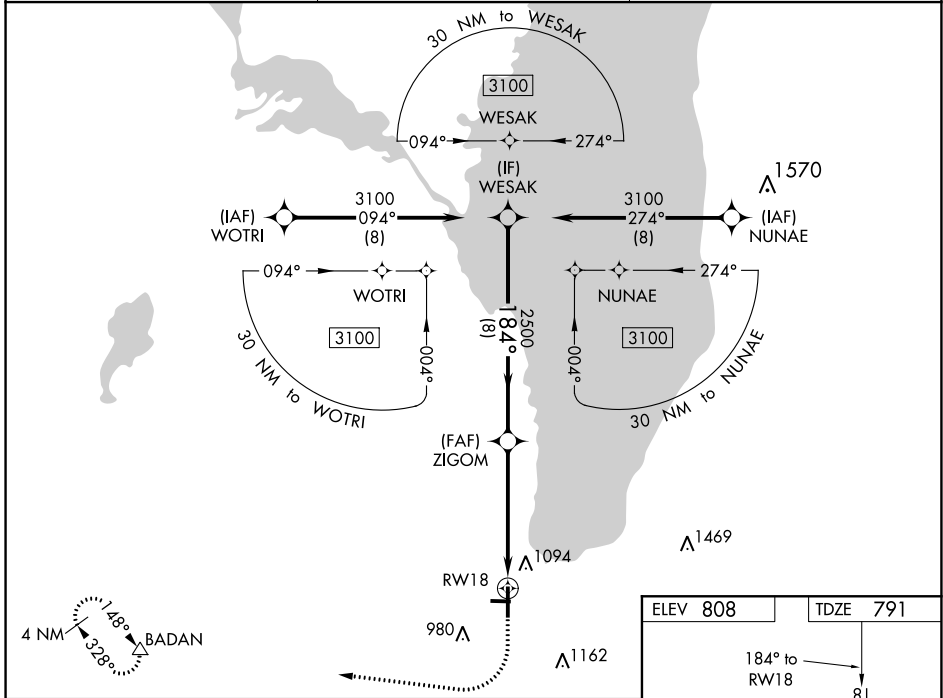 30 NM to WESAK
3100
WESAK
094°
274°
(IF)
WESAK
1570
3100
094°
(8)
3100
274°
(8)
(IAF)
WOTRI
(IAF)
NUNAE
094°
WOTRI
274°
NUNAE
3100
004°
30 NM to WOTRI
2500
184°
(8)
3100
004°
30 NM to NUNAE
(FAF)
ZIGOM
1469
1094
RW18
980
1162
4 NM
148°
328°
BADAN
ELEV 808
TDZE 791
184° to
RW18